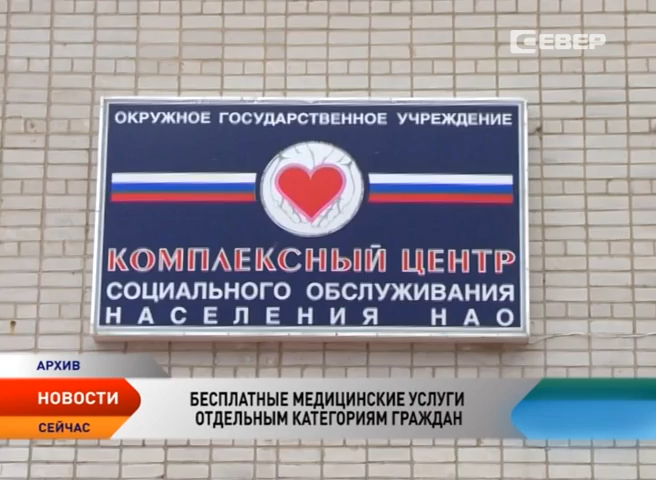 СЕВЕР
ОКРУЖНОЕ ГОСУДАРСТВЕННОЕ УЧРЕЖДЕНИЕ
КОМПЛЕКСНЫЙ ЦЕНТР
СОЦИАЛЬНОГО ОБСЛУЖИВАНИЯ
НАСЕЛЕНИЯ НАО
АРХИВ
НОВОСТИ
СЕЙЧАС
БЕСПЛАТНЫЕ МЕДИЦИНСКИЕ УСЛУГИ
ОТДЕЛЬНЫМ КАТЕГОРИЯМ ГРАЖДАН